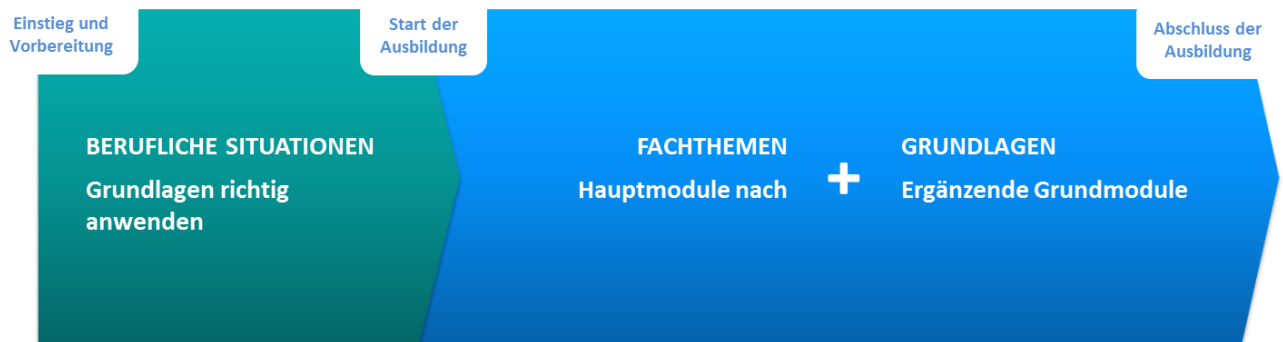 Einstieg und
Vorbereitung
Start der
Ausbildung
Abschluss der
Ausbildung
BERUFLICHE SITUATIONEN
Grundlagen richtig
anwenden
FACHTHEMEN
Hauptmodule nach
+
GRUNDLAGEN
Ergänzende Grundmodule